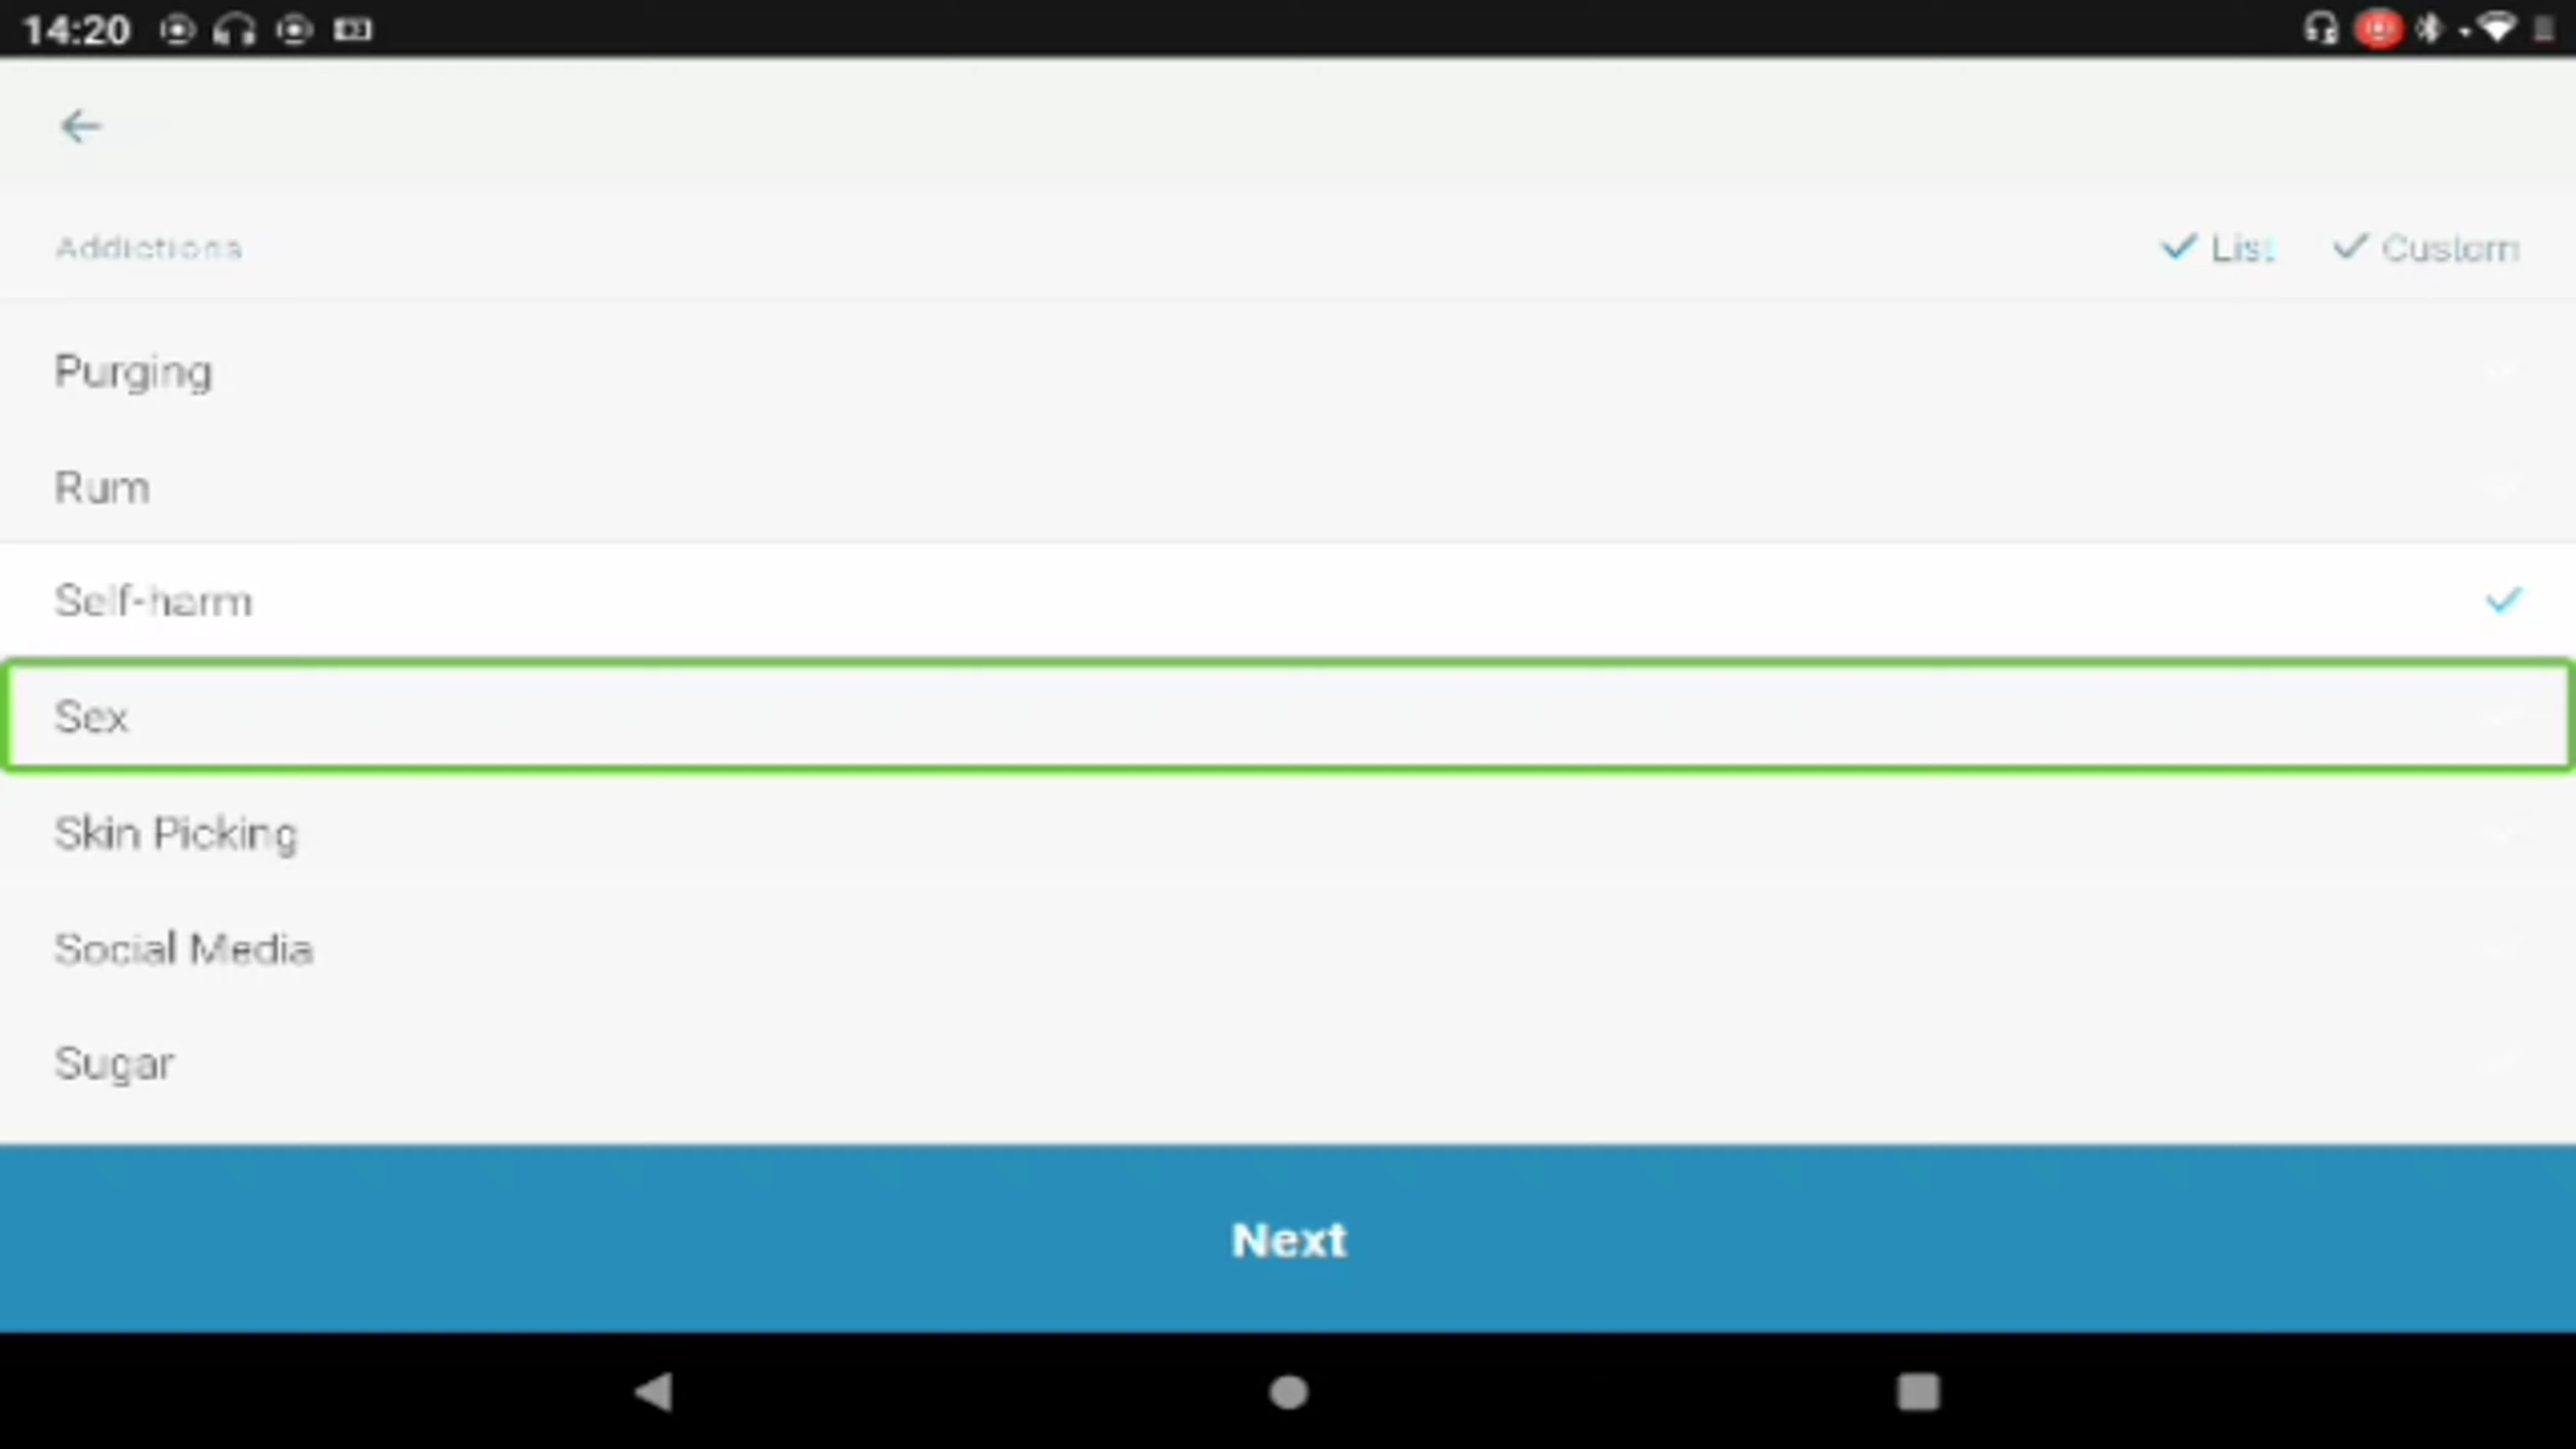 14:20
Addictions
List Custom
Purging
Rum
Self-harm
Sex
Skin Picking
Social Media
Sugar
Next